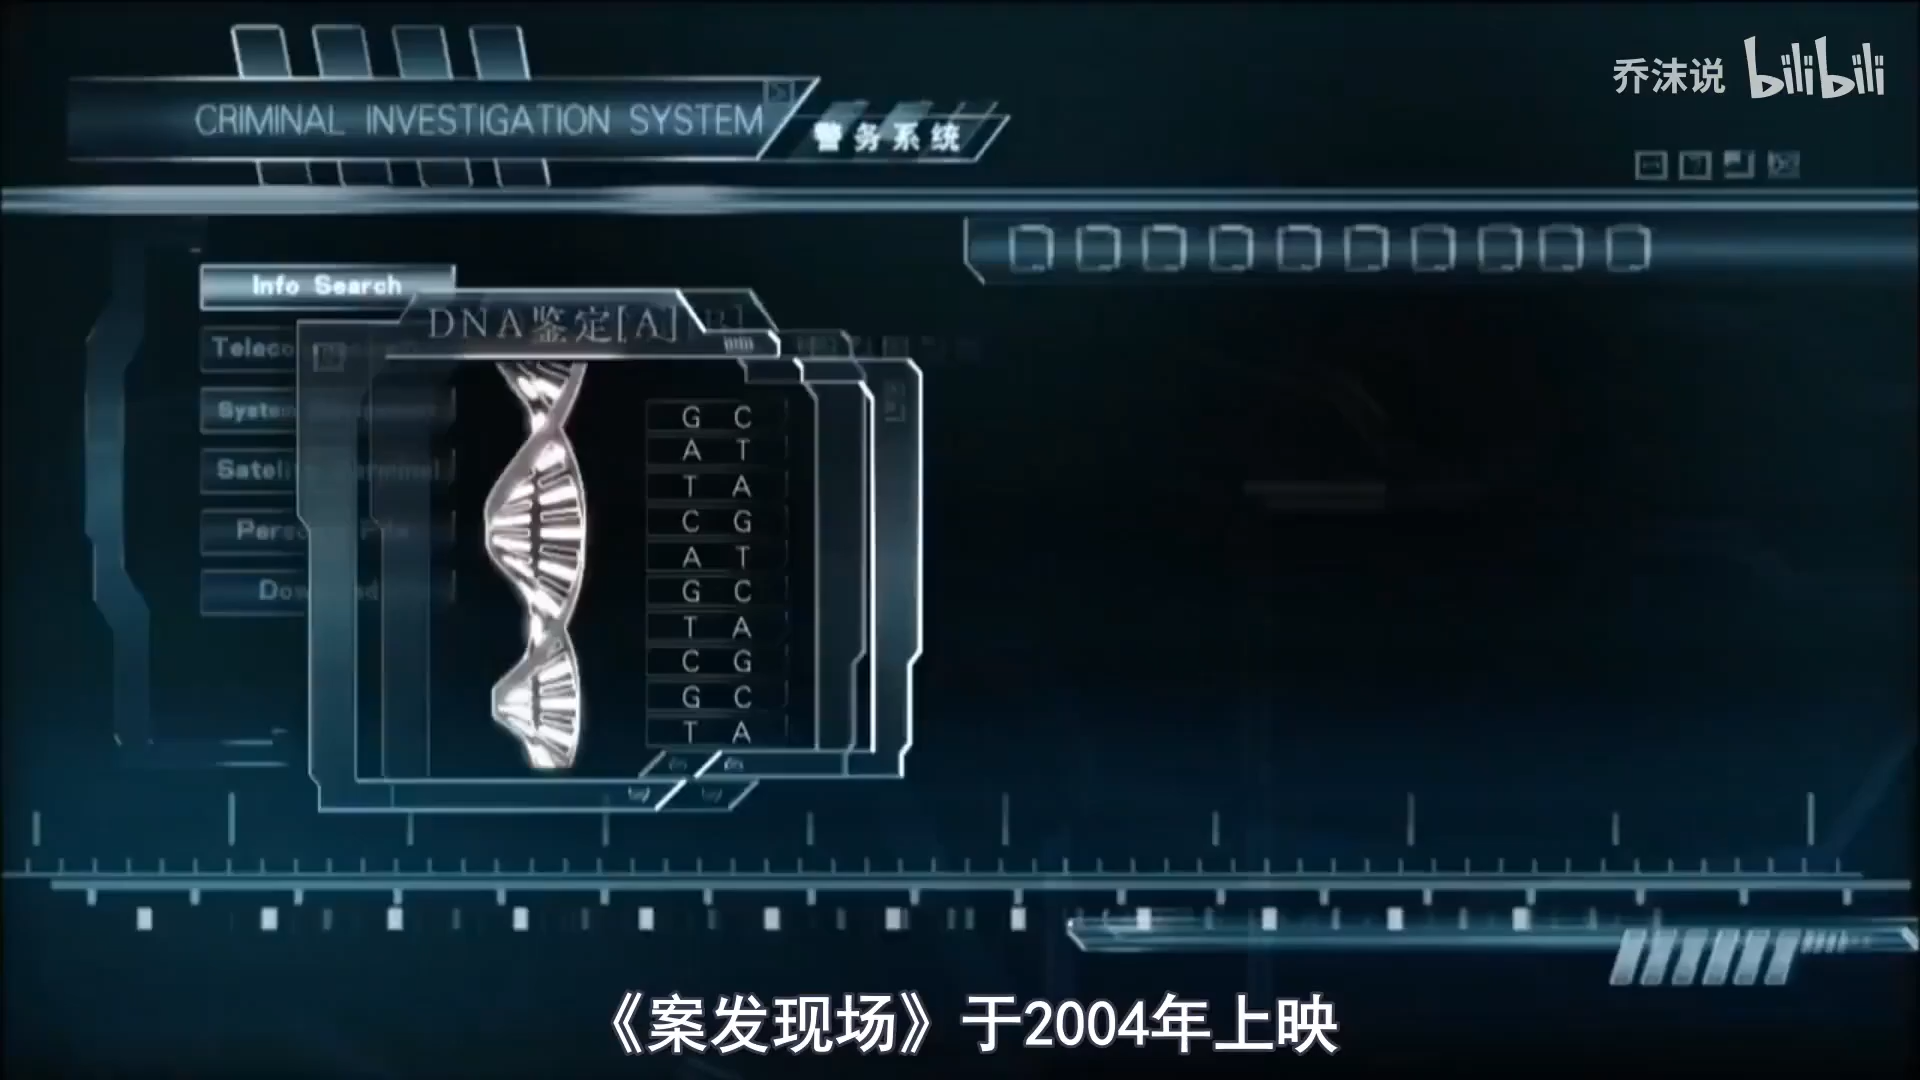 乔沫说 bilibili
CRIMINAL INVESTIGATION SYSTEM
警务系统
Info Search
DNA鉴定[A]
G C
A T
T A
C G
A T
G C
T A
C G
G C
T A
《案发现场》于2004年上映